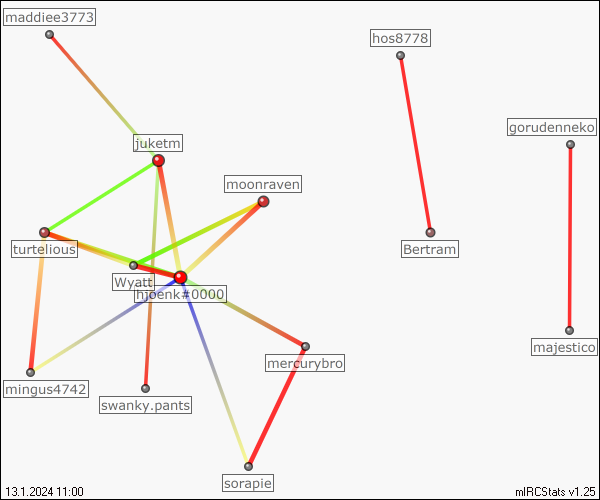 maddiee3773
hos8778
gorudenneko
juketm
moonraven
turtelious
Bertram
Wyatt
hjoenk#0000
majestico
mercurybro
mingus4742
swanky.pants
sorapie
13.1.2024 11:00
mIRCStats v1.25